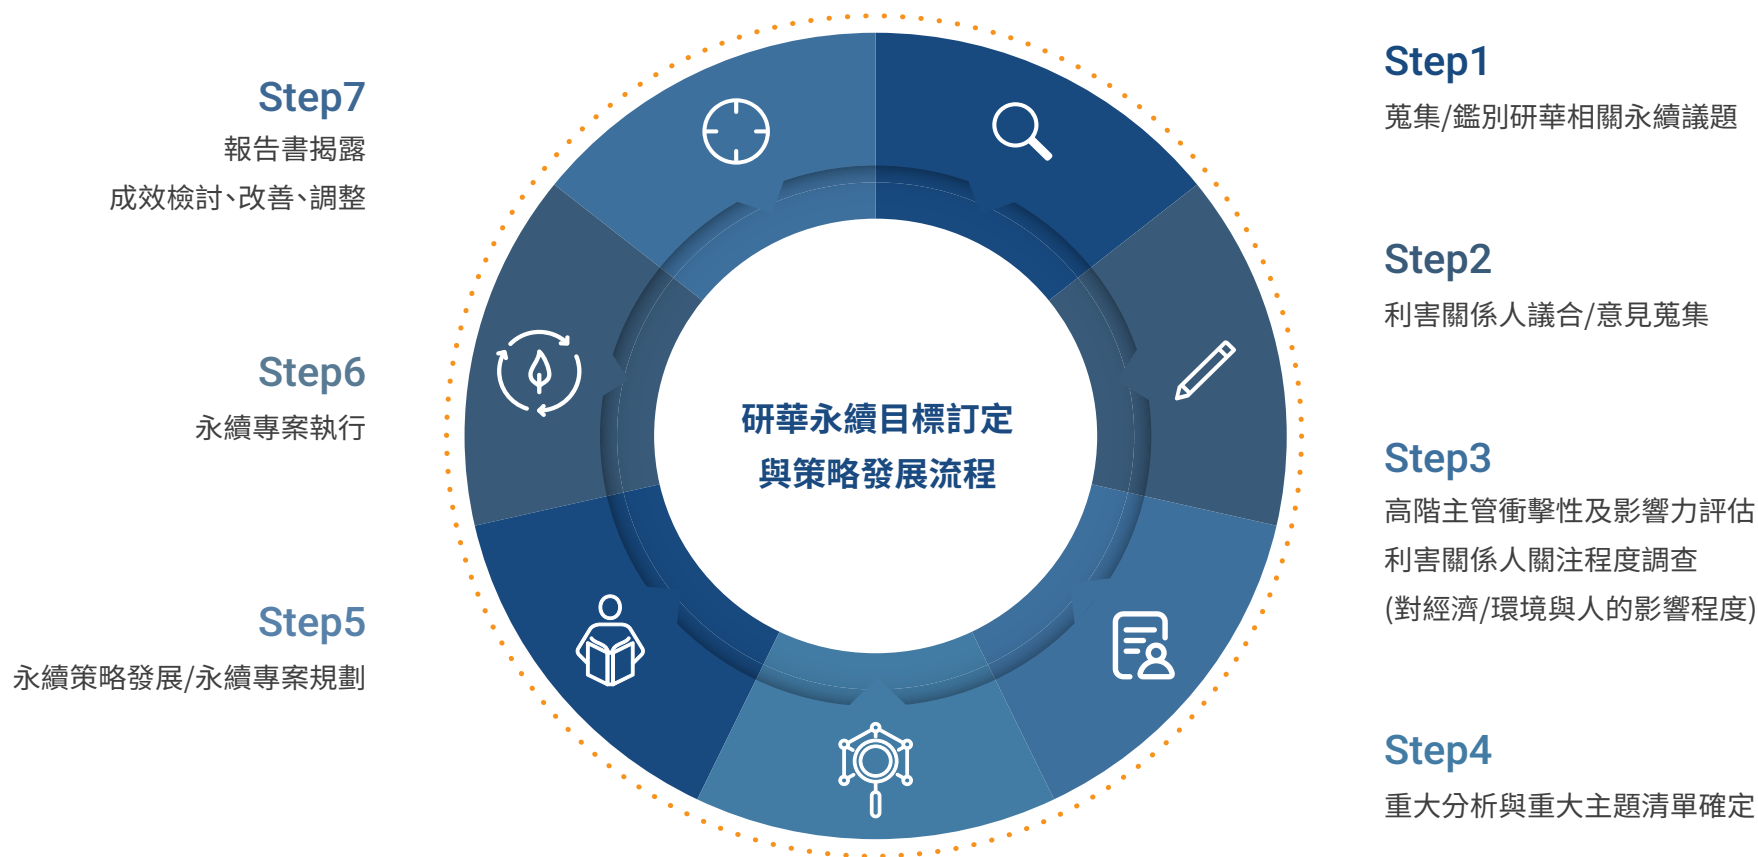 Step1
蒐集/鑑別研華相關永續議題
Step2
利害關係人議合/意見蒐集
Step3
高階主管衝擊性及影響力評估
利害關係人關注程度調查
(對經濟/環境與人的影響程度)
Step4
重大分析與重大主題清單確定
Step5
永續策略發展/永續專案規劃
Step6
永續專案執行
Step7
報告書揭露
成效檢討、改善、調整
研華永續目標訂定
與策略發展流程